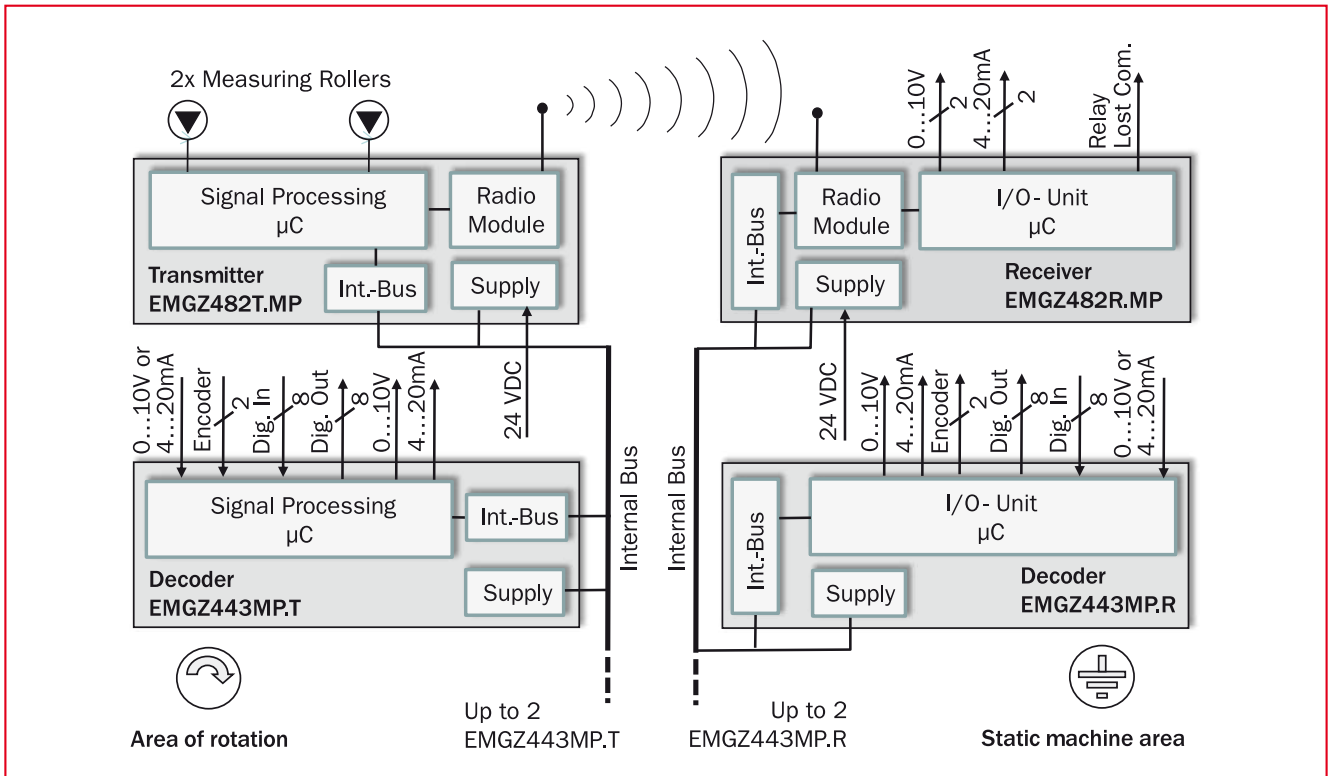 2x Measuring Rollers
0...10V
2
4...20mA
2
Relay
Lost Com.
Signal Processing
µC
Radio
Module
Int.-Bus
Supply
Transmitter
EMGZ482T.MP
Int.-Bus
Radio
Module
I/O- Unit
µC
Supply
Receiver
EMGZ482R.MP
0...10V or
4...20mA
Encoder
2
Dig. In
8
Dig. Out
8
0...10V
4...20mA
24 VDC
Internal Bus
Internal Bus
24 VDC
0...10V
4...20mA
Encoder
2
Dig. Out
8
Dig. In
8
0...10V or
4...20mA
Signal Processing
µC
Int.-Bus
Supply
Decoder
EMGZ443MP.T
Int.-Bus
I/O- Unit
µC
Supply
Decoder
EMGZ443MP.R
Area of rotation
Up to 2
EMGZ443MP.T
Up to 2
EMGZ443MP.R
Static machine area